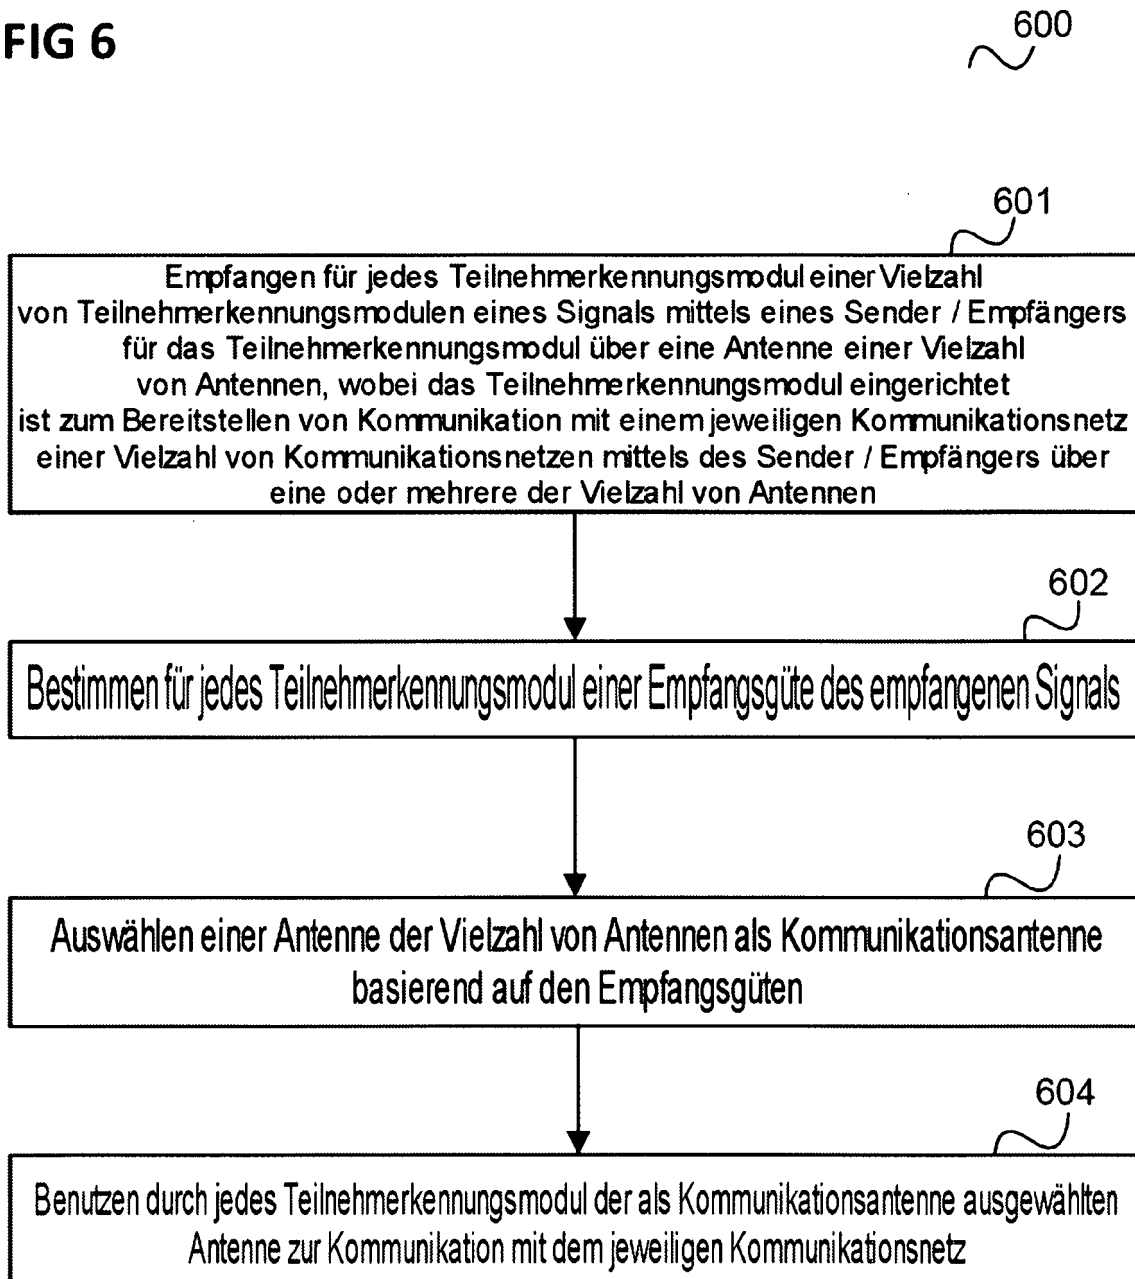 FIG 6
600
601
Empfangen für jedes Teilnehmerkennungsmodul einer Vielzahl
von Teilnehmerkennungsmodulen eines Signals mittels eines Sender / Empfängers
für das Teilnehmerkennungsmodul über eine Antenne einer Vielzahl
von Antennen, wobei das Teilnehmerkennungsmodul eingerichtet
ist zum Bereitstellen von Kommunikation mit einem jeweiligen Kommunikationsnetz
einer Vielzahl von Kommunikationsnetzen mittels des Sender / Empfängers über
eine oder mehrere der Vielzahl von Antennen
602
Bestimmen für jedes Teilnehmerkennungsmodul einer Empfangsgüte des empfangenen Signals
603
Auswählen einer Antenne der Vielzahl von Antennen als Kommunikationsantenne
basierend auf den Empfangsgüten
604
Benutzen durch jedes Teilnehmerkennungsmodul der als Kommunikationsantenne ausgewählten
Antenne zur Kommunikation mit dem jeweiligen Kommunikationsnetz